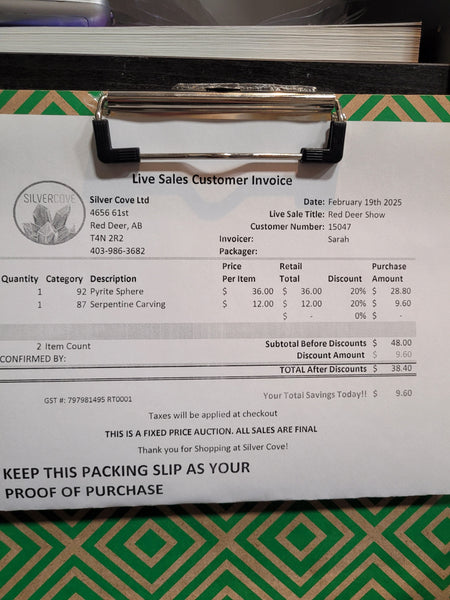 Live Sales Customer Invoice
SILVERCOVE
Silver Cove Ltd
4656 61st
Red Deer, AB
T4N 2R2
403-986-3682
Date: February 19th 2025
Live Sale Title: Red Deer Show
Customer Number: 15047
Invoicer: Sarah
Packager:
Quantity Category Description Price Per Item Retail Total Discount Purchase Amount
1 92 Pyrite Sphere $ 36.00 $ 36.00 20% $ 28.80
1 87 Serpentine Carving $ 12.00 $ 12.00 20% $ 9.60
$ - 0% $ -
2 Item Count
Subtotal Before Discounts $ 48.00
CONFIRMED BY:
Discount Amount $ 9.60
TOTAL After Discounts $ 38.40
GST #: 797981495 RT0001
Your Total Savings Today!! $ 9.60
Taxes will be applied at checkout
THIS IS A FIXED PRICE AUCTION. ALL SALES ARE FINAL
Thank you for Shopping at Silver Cove!
KEEP THIS PACKING SLIP AS YOUR
PROOF OF PURCHASE